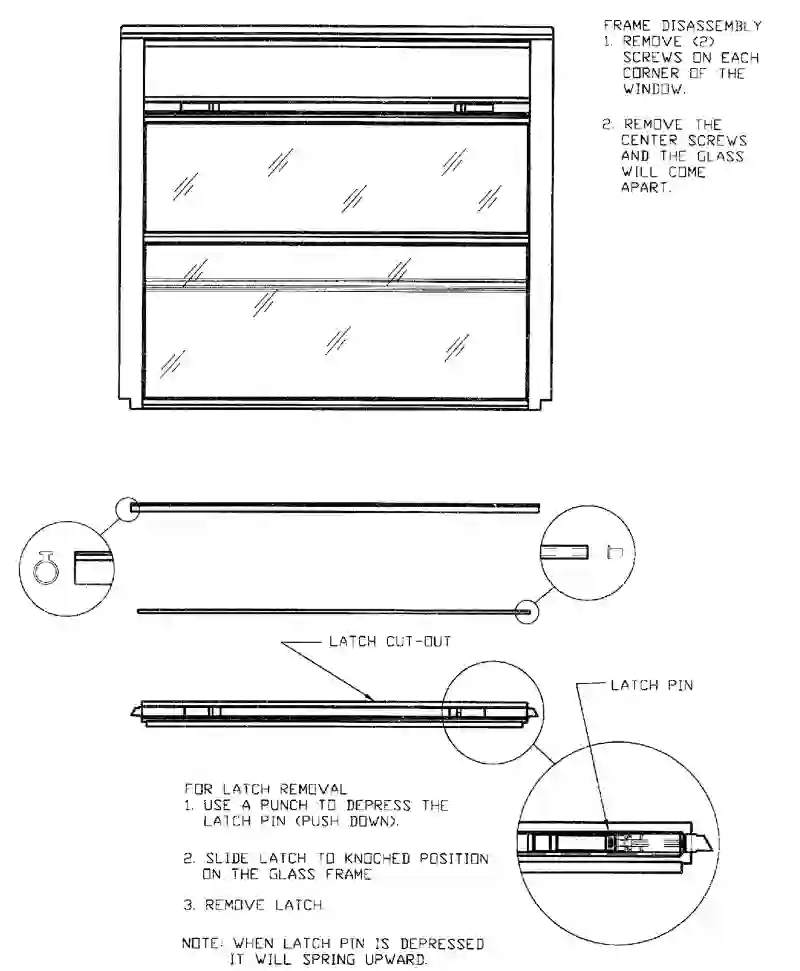 FRAME DISASSEMBLY
1. REMOVE (2)
SCREWS ON EACH
CORNER OF THE
WINDOW.
2. REMOVE THE
CENTER SCREWS
AND THE GLASS
WILL COME
APART.
LATCH CUT-OUT
LATCH PIN
FOR LATCH REMOVAL
1. USE A PUNCH TO DEPRESS THE
LATCH PIN (PUSH DOWN).
2. SLIDE LATCH TO KNOCHED POSITION
ON THE GLASS FRAME
3. REMOVE LATCH
NOTE: WHEN LATCH PIN IS DEPRESSED
IT WILL SPRING UPWARD.